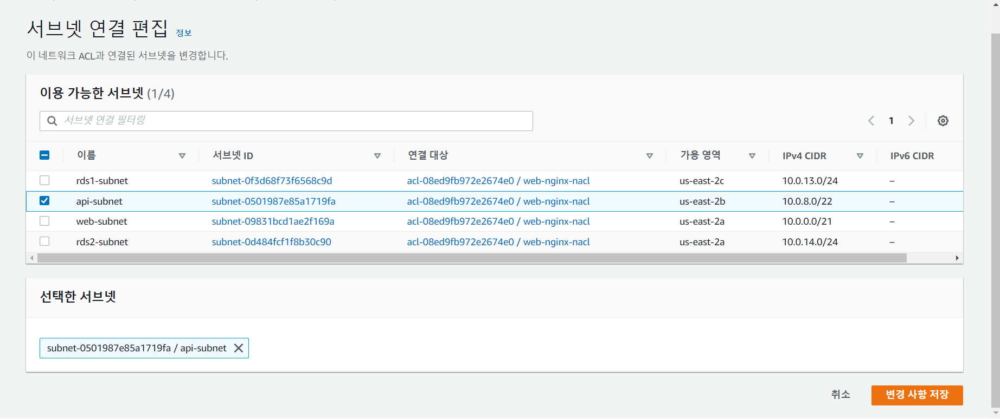 서브넷 연결 편집 정보
이 네트워크 ACL과 연결된 서브넷을 변경합니다.
이용 가능한 서브넷 (1/4)
서브넷 연결 필터링
1
이름 서브넷 ID 연결 대상 가용 영역 IPv4 CIDR IPv6 CIDR
rds1-subnet subnet-0f3d68f73f6568c9d acl-08ed9fb972e2674e0 / web-nginx-nacl us-east-2c 10.0.13.0/24 –
api-subnet subnet-0501987e85a1719fa acl-08ed9fb972e2674e0 / web-nginx-nacl us-east-2b 10.0.8.0/22 –
web-subnet subnet-09831bcd1ae2f169a acl-08ed9fb972e2674e0 / web-nginx-nacl us-east-2a 10.0.0.0/21 –
rds2-subnet subnet-0d484fcf1f8b30c90 acl-08ed9fb972e2674e0 / web-nginx-nacl us-east-2a 10.0.14.0/24 –
선택한 서브넷
subnet-0501987e85a1719fa / api-subnet
취소 변경 사항 저장